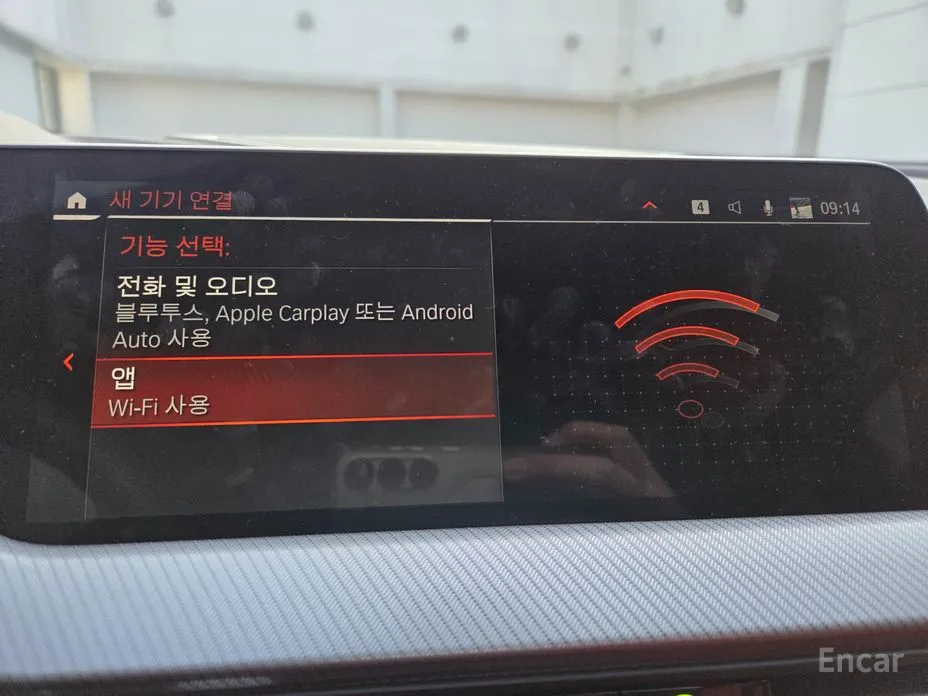 새 기기 연결
4
09:14
기능 선택:
전화 및 오디오
블루투스, Apple Carplay 또는 Android
Auto 사용
앱
Wi-Fi 사용
Encar